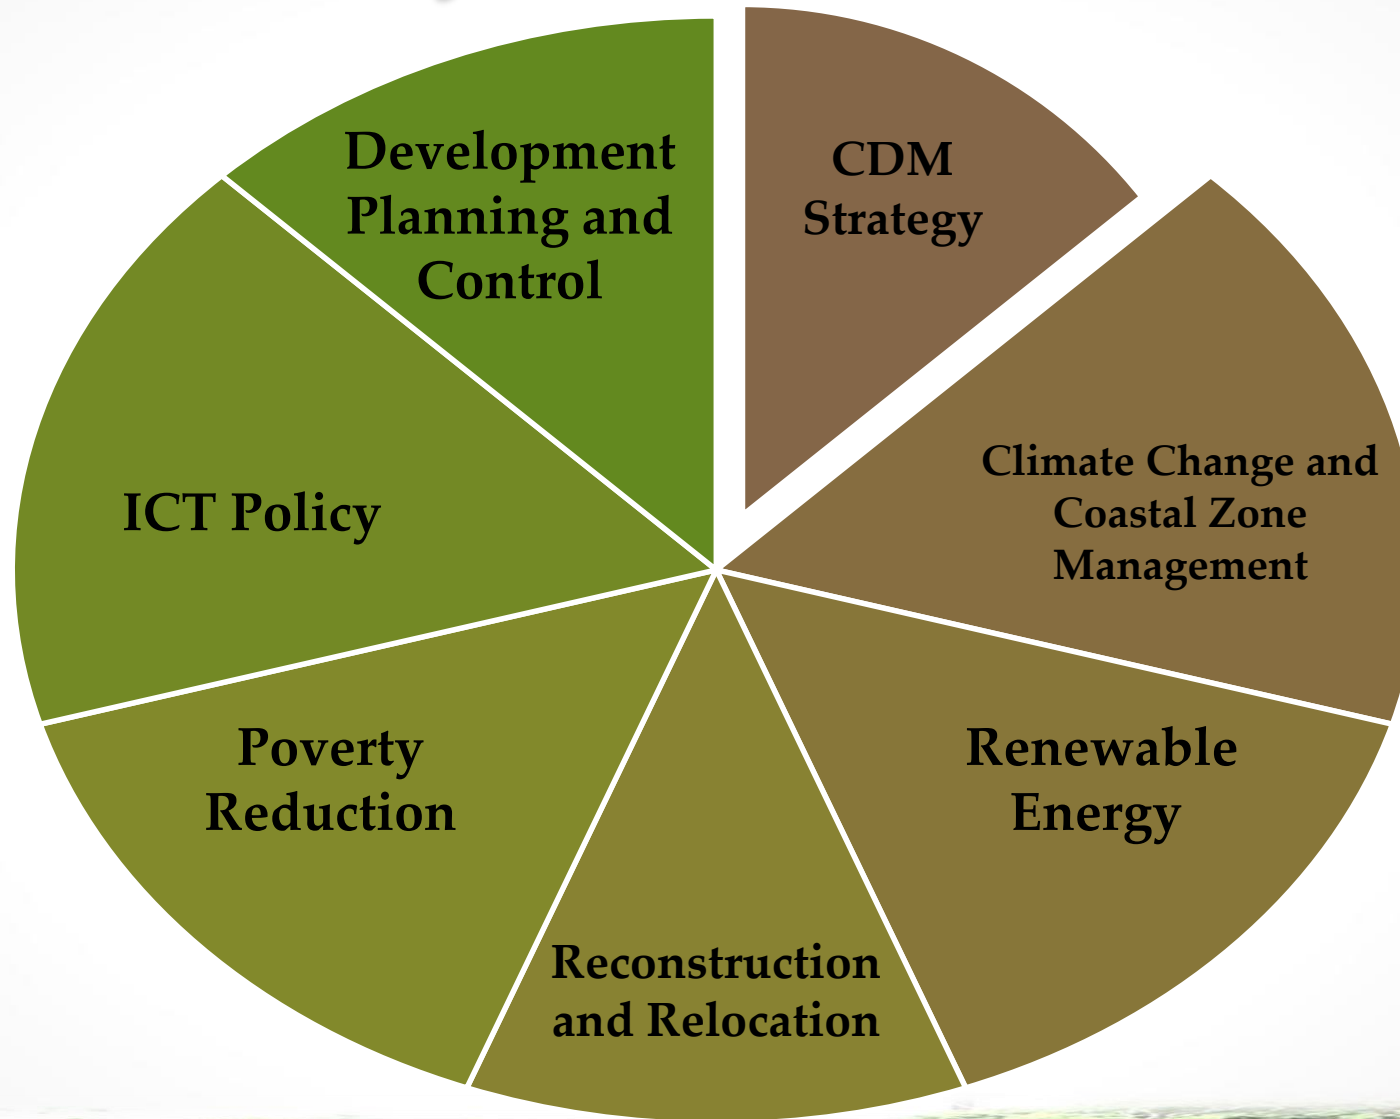 Development
Planning and
Control
CDM
Strategy
Climate Change and
Coastal Zone
Management
ICT Policy
Renewable
Energy
Poverty
Reduction
Reconstruction
and Relocation